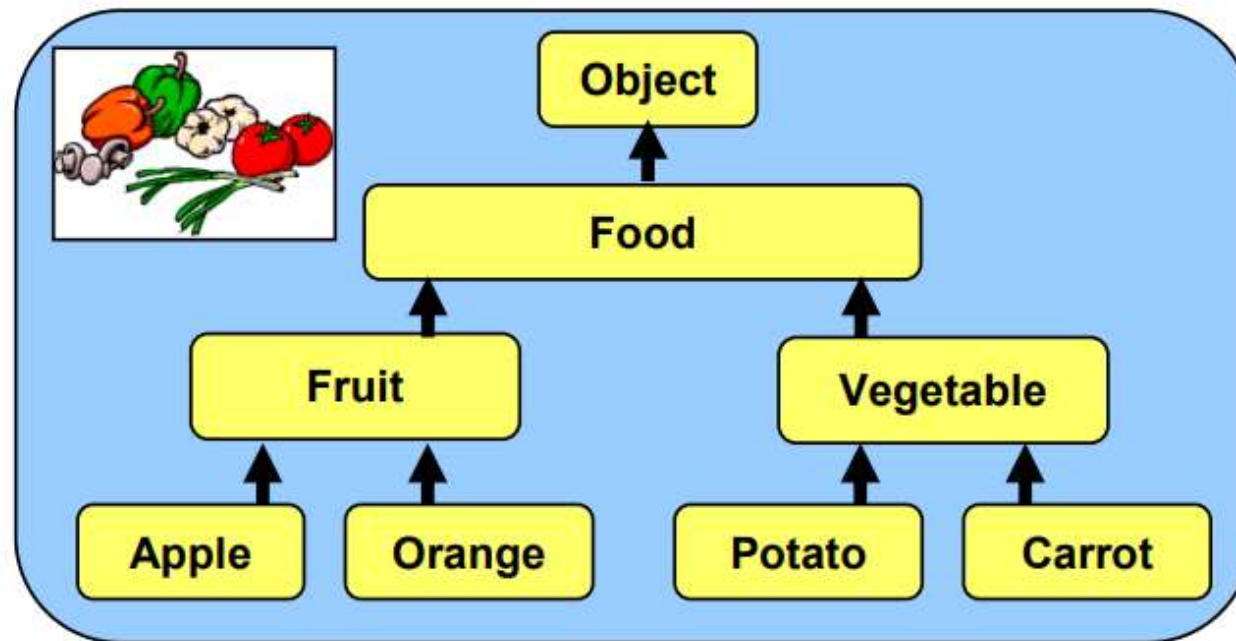 Object
Food
Fruit
Vegetable
Apple
Orange
Potato
Carrot